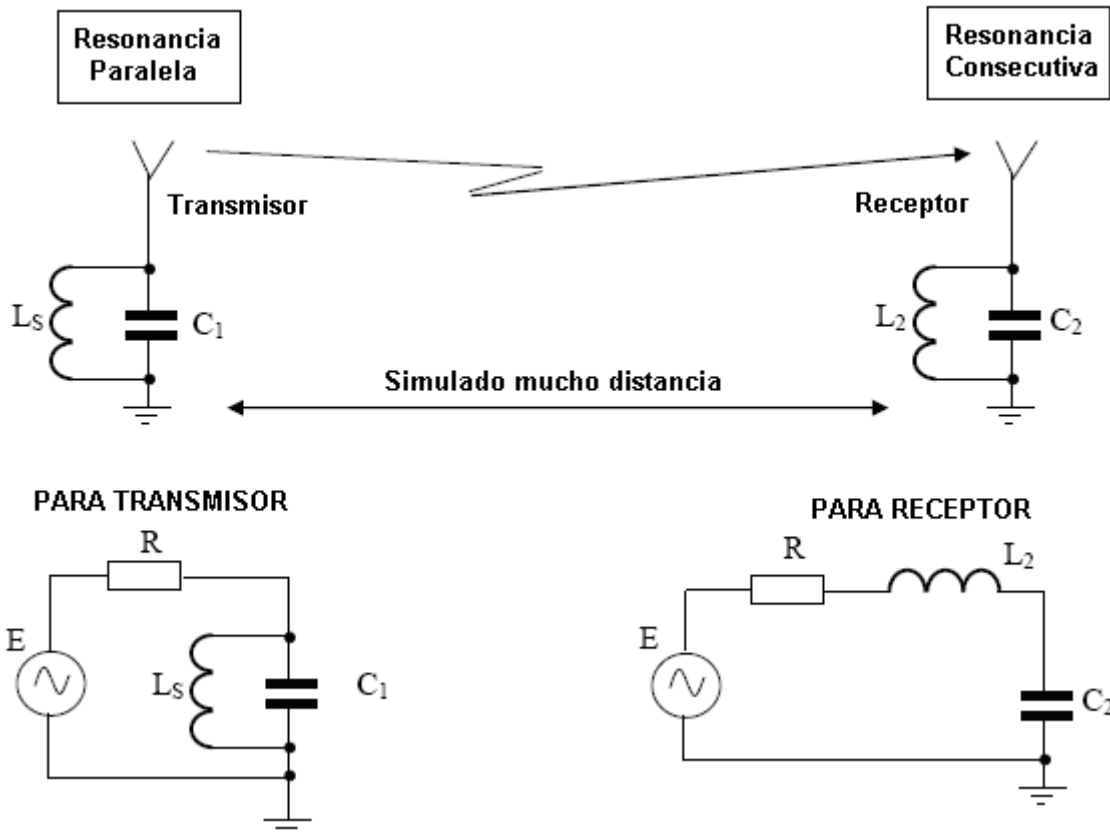 Resonancia
Paralela
Resonancia
Consecutiva
Transmisor
Receptor
LS
C1
L2
C2
Simulado mucho distancia
PARA TRANSMISOR
PARA RECEPTOR
R
E
LS
C1
R
L2
E
C2